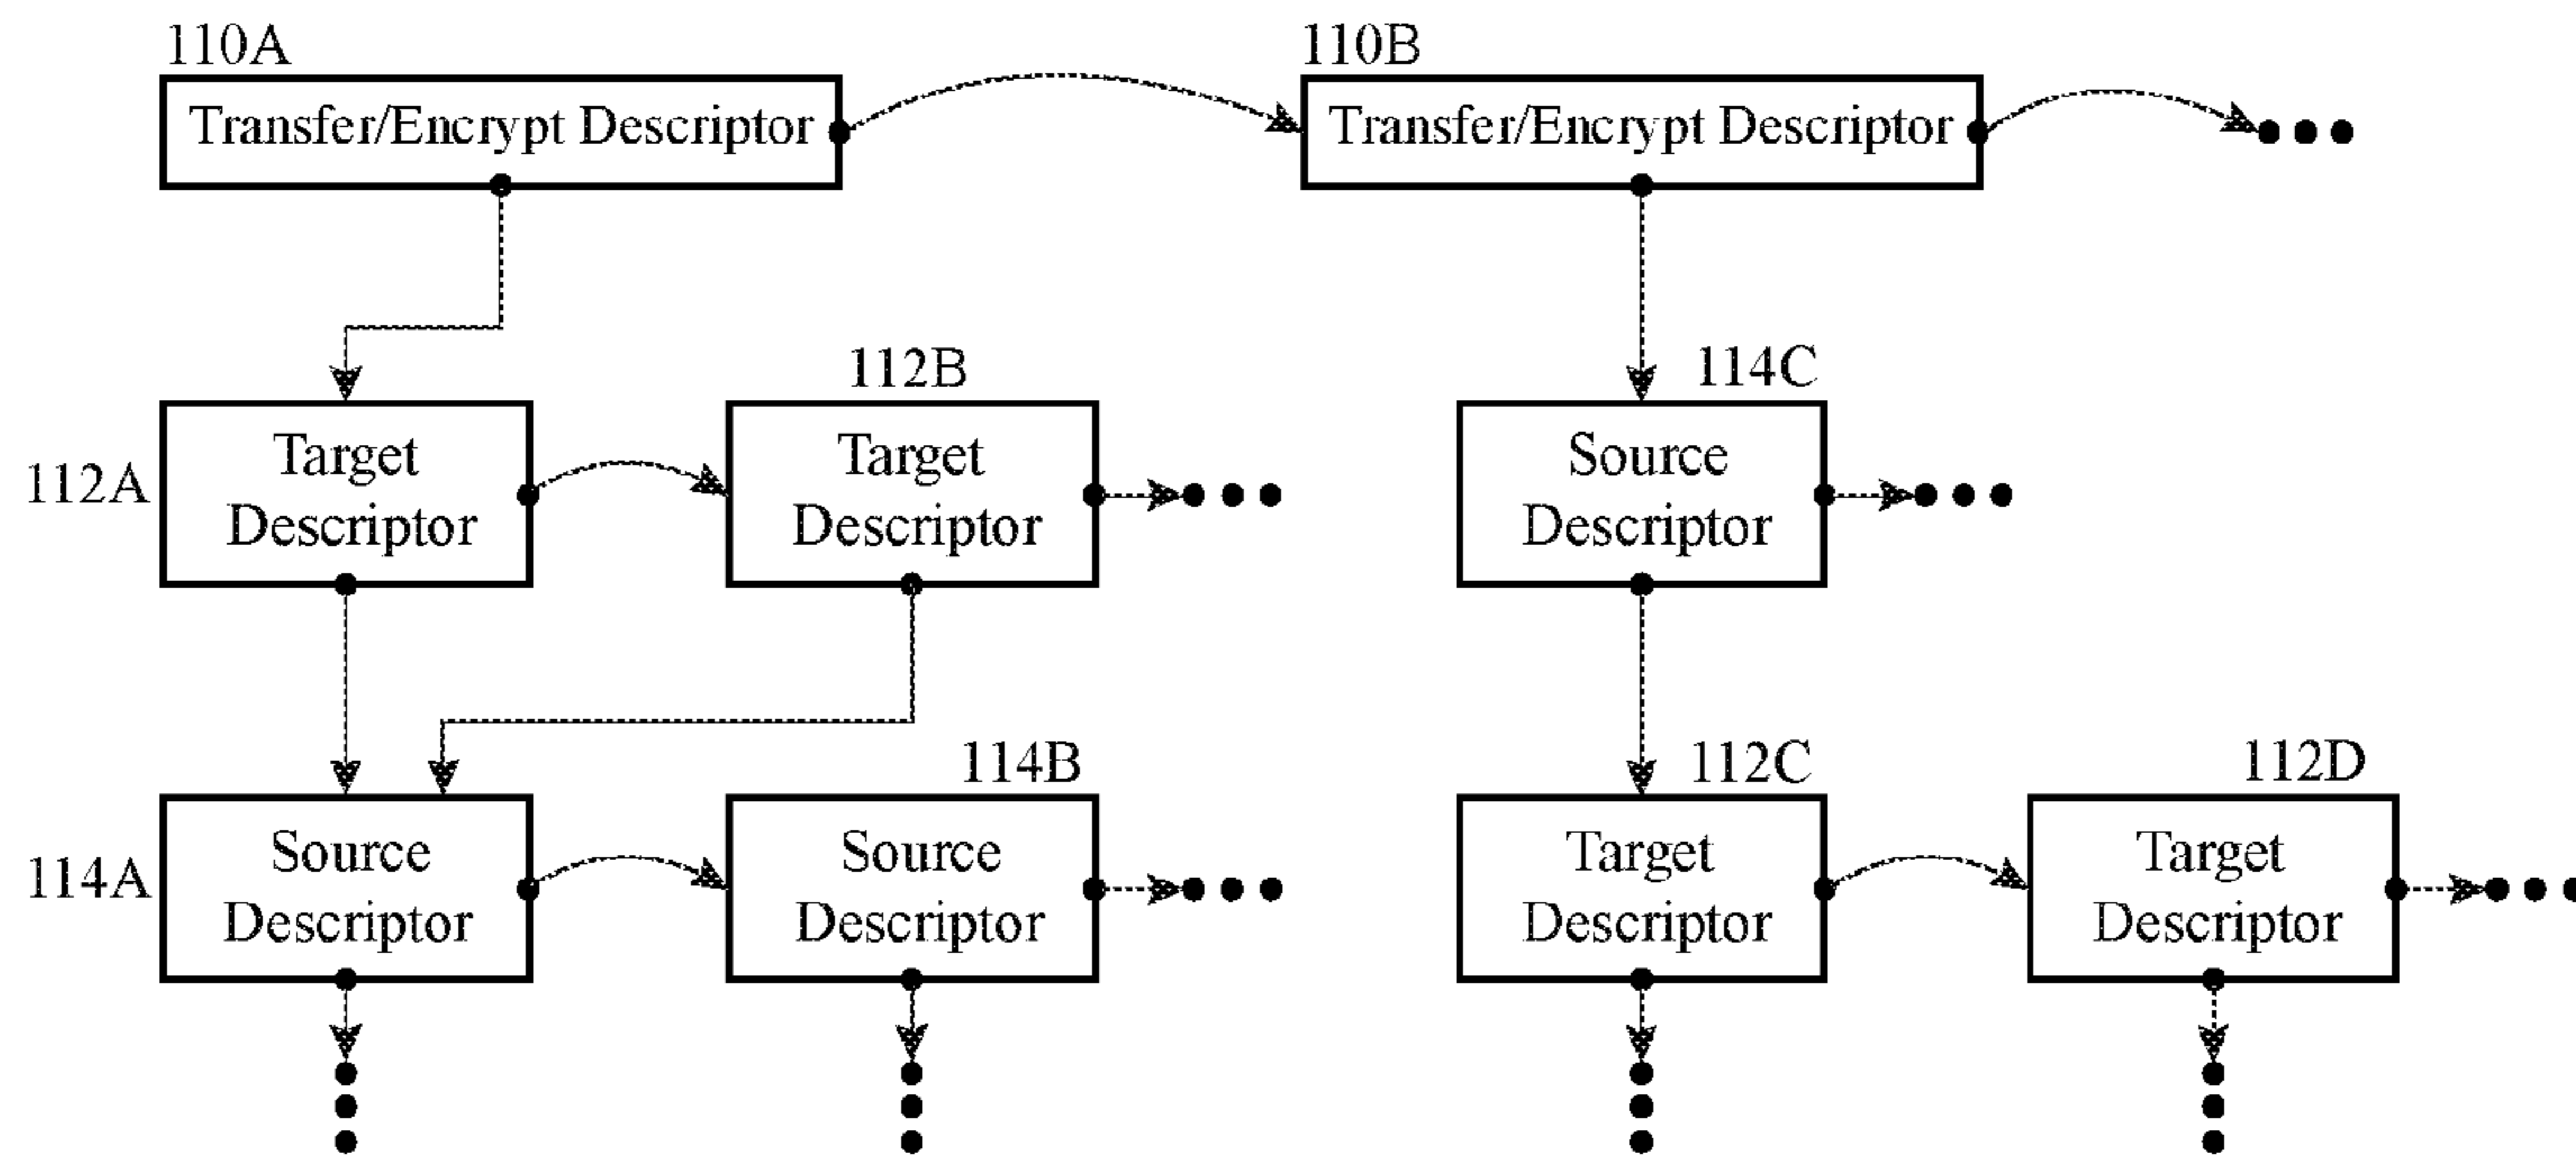 110A
110B
Transfer/Encrypt Descriptor
Transfer/Encrypt Descriptor
112B
114C
112A
Target
Descriptor
Target
Descriptor
Source
Descriptor
114B
112C
112D
114A
Source
Descriptor
Source
Descriptor
Target
Descriptor
Target
Descriptor